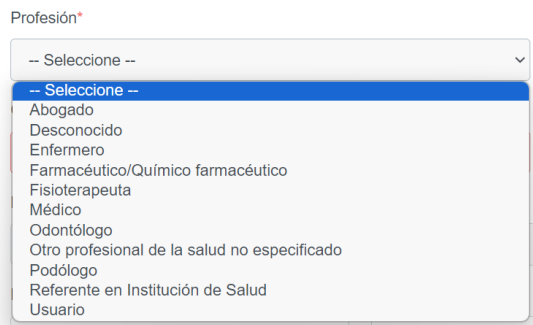 Profesión*
-- Seleccione --
-- Seleccione --
Abogado
Desconocido
Enfermero
Farmacéutico/Químico farmacéutico
Fisioterapeuta
Médico
Odontólogo
Otro profesional de la salud no especificado
Podólogo
Referente en Institución de Salud
Usuario